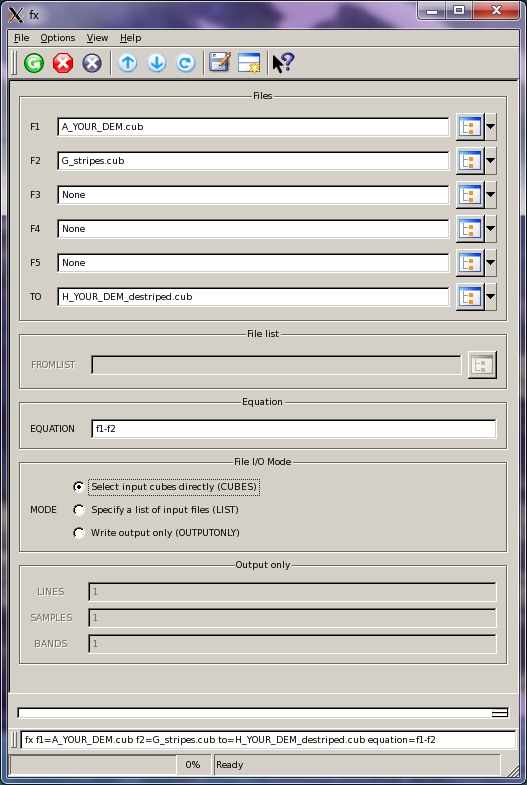 fx
File Options View Help
Files
F1 A_YOUR_DEM.cub
F2 G_stripes.cub
F3 None
F4 None
F5 None
TO H_YOUR_DEM_destriped.cub
File list
FROMLIST
Equation
EQUATION f1-f2
File I/O Mode
Select input cubes directly (CUBES)
MODE Specify a list of input files (LIST)
Write output only (OUTPUTONLY)
Output only
LINES 1
SAMPLES 1
BANDS 1
fx f1=A_YOUR_DEM.cub f2=G_stripes.cub to=H_YOUR_DEM_destriped.cub equation=f1-f2
0% Ready